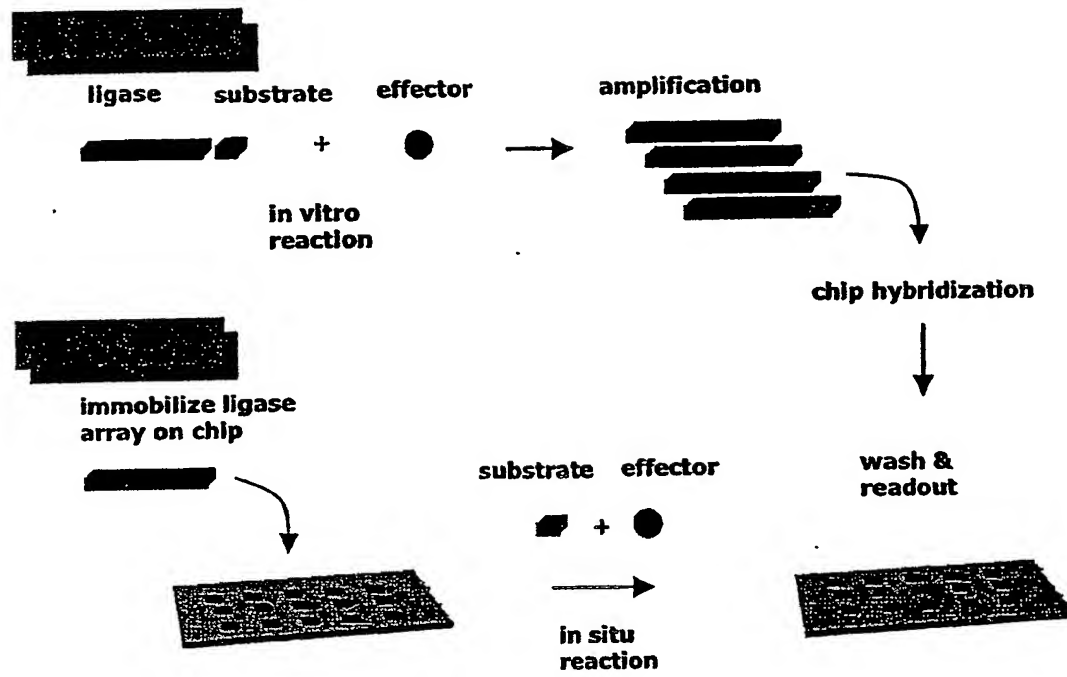 ligase substrate effector amplification
+
in vitro
reaction
chip hybridization
immobilize ligase
array on chip
substrate effector
+
wash &
readout
in situ
reaction